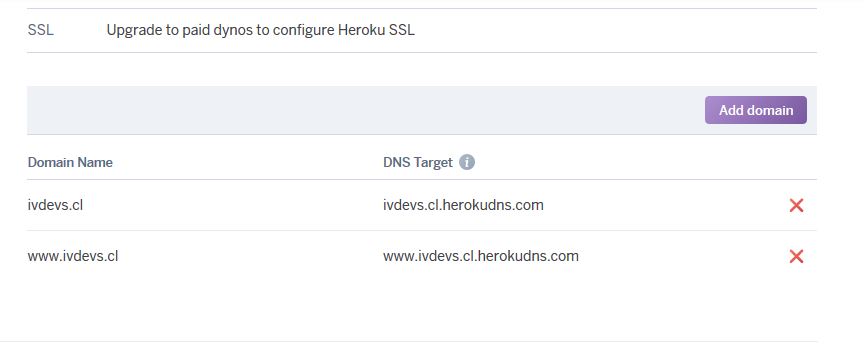 SSL Upgrade to paid dynos to configure Heroku SSL
Add domain
Domain Name DNS Target i
ivdevs.cl ivdevs.cl.herokudns.com
www.ivdevs.cl www.ivdevs.cl.herokudns.com